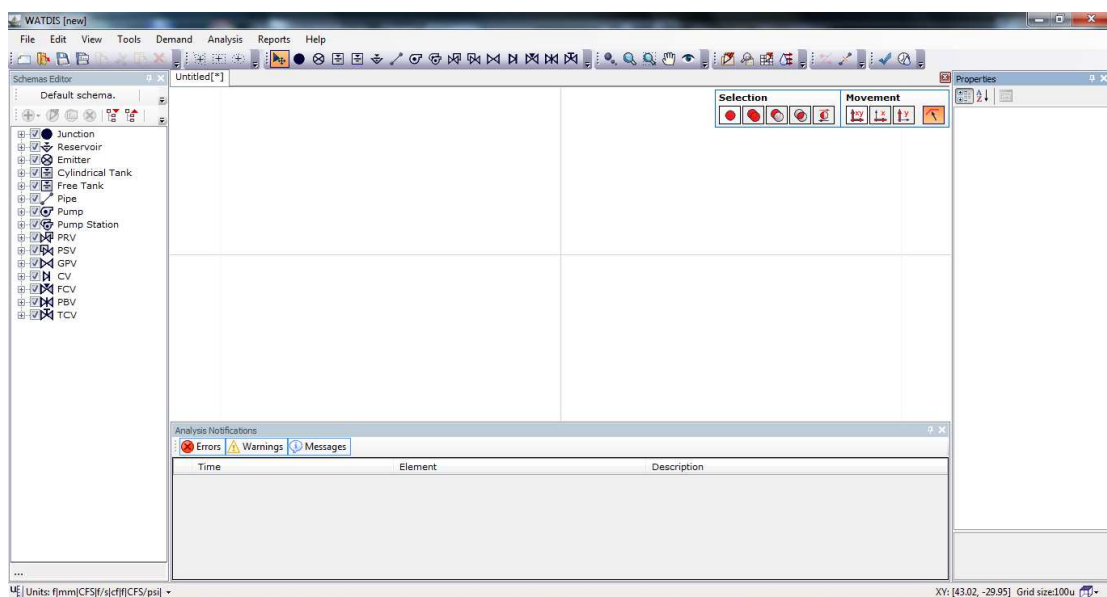 WATDIS [new]
File Edit View Tools Demand Analysis Reports Help
Schemas Editor
Untitled[*]
Properties
Default schema.
Selection
Movement
xy
x
y
Junction
Reservoir
Emitter
Cylindrical Tank
Free Tank
Pipe
Pump
Pump Station
PRV
PSV
GPV
CV
FCV
PBV
TCV
Analysis Notifications
Errors Warnings Messages
Time Element Description
...
Units: f|mm|CFS|f/s|cf|f|CFS/psi|
XY: [43.02, -29.95] Grid size:100u